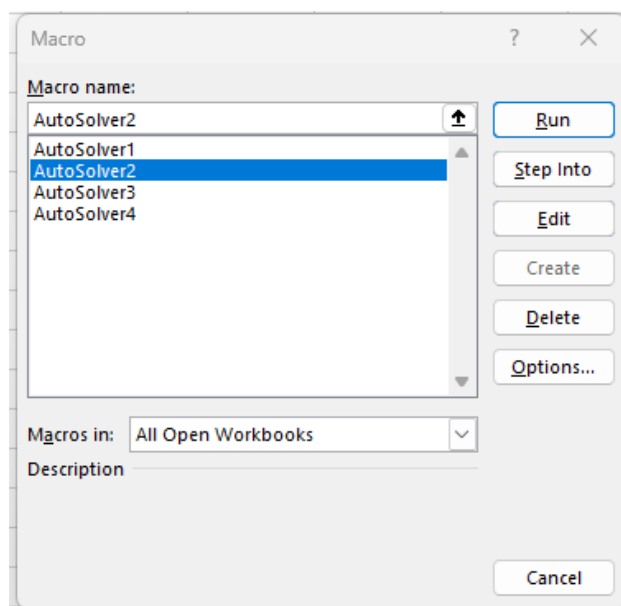 Macro ?
Macro name:
AutoSolver2
Run
AutoSolver1
AutoSolver2
AutoSolver3
AutoSolver4
Step Into
Edit
Create
Delete
Options...
Macros in: All Open Workbooks
Description
Cancel